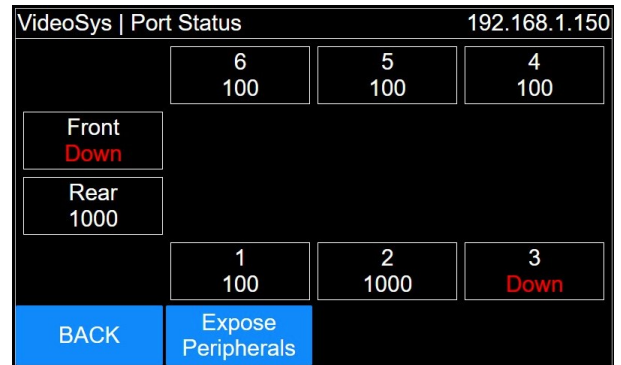 VideoSys | Port Status 192.168.1.150
6 5 4
100 100 100
Front
Down
Rear
1000
1 2 3
100 1000 Down
BACK Expose
Peripherals